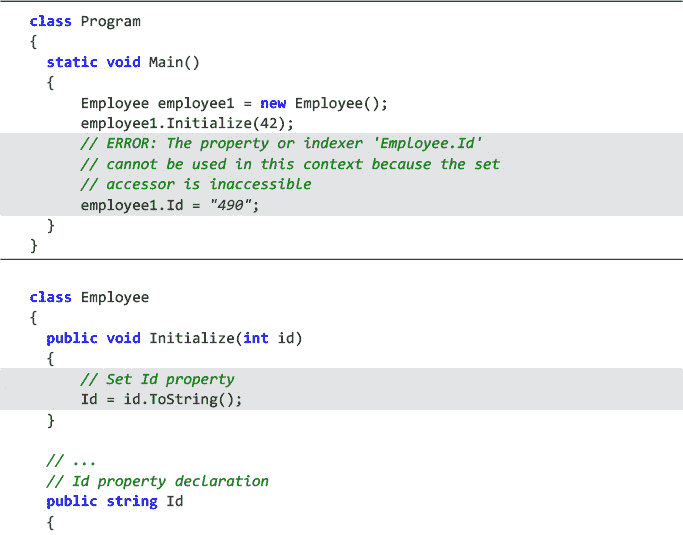 class Program
{
static void Main()
{
Employee employee1 = new Employee();
employee1.Initialize(42);
// ERROR: The property or indexer 'Employee.Id'
// cannot be used in this context because the set
// accessor is inaccessible
employee1.Id = "490";
}
}
class Employee
{
public void Initialize(int id)
{
// Set Id property
Id = id.ToString();
}
// ...
// Id property declaration
public string Id
{